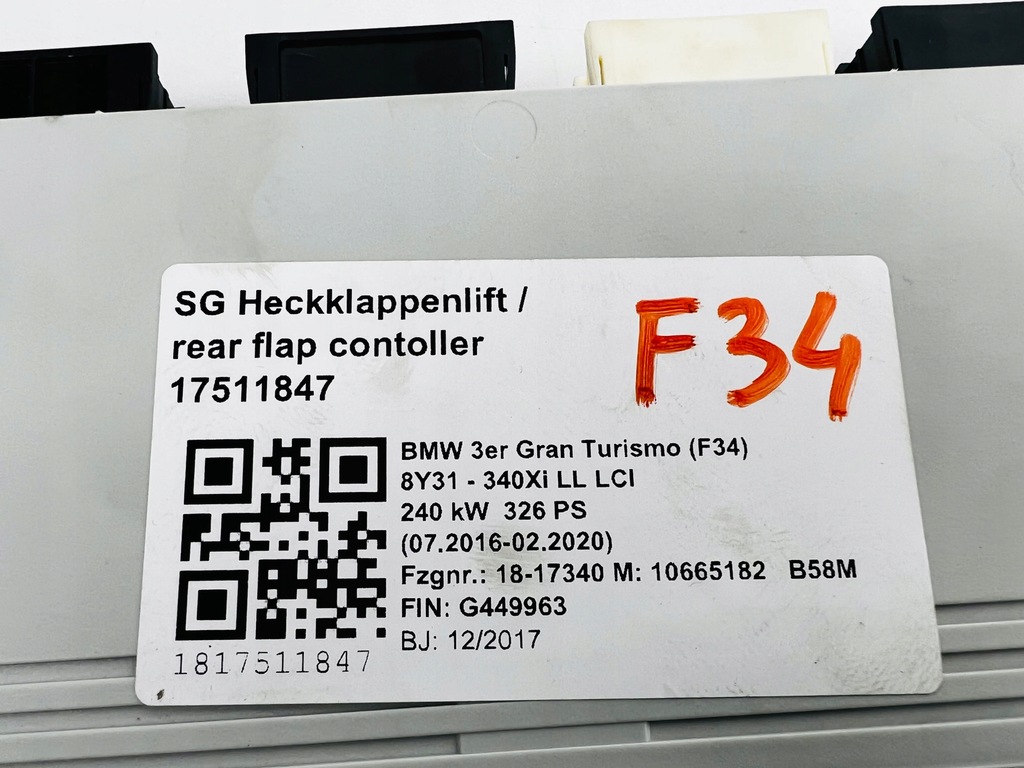 SG Heckklappenlift /
rear flap contoller
17511847
F34
BMW 3er Gran Turismo (F34)
8Y31 - 340Xi LL LCI
240 kW 326 PS
(07.2016-02.2020)
Fzgnr.: 18-17340 M: 10665182 B58M
FIN: G449963
BJ: 12/2017
1817511847